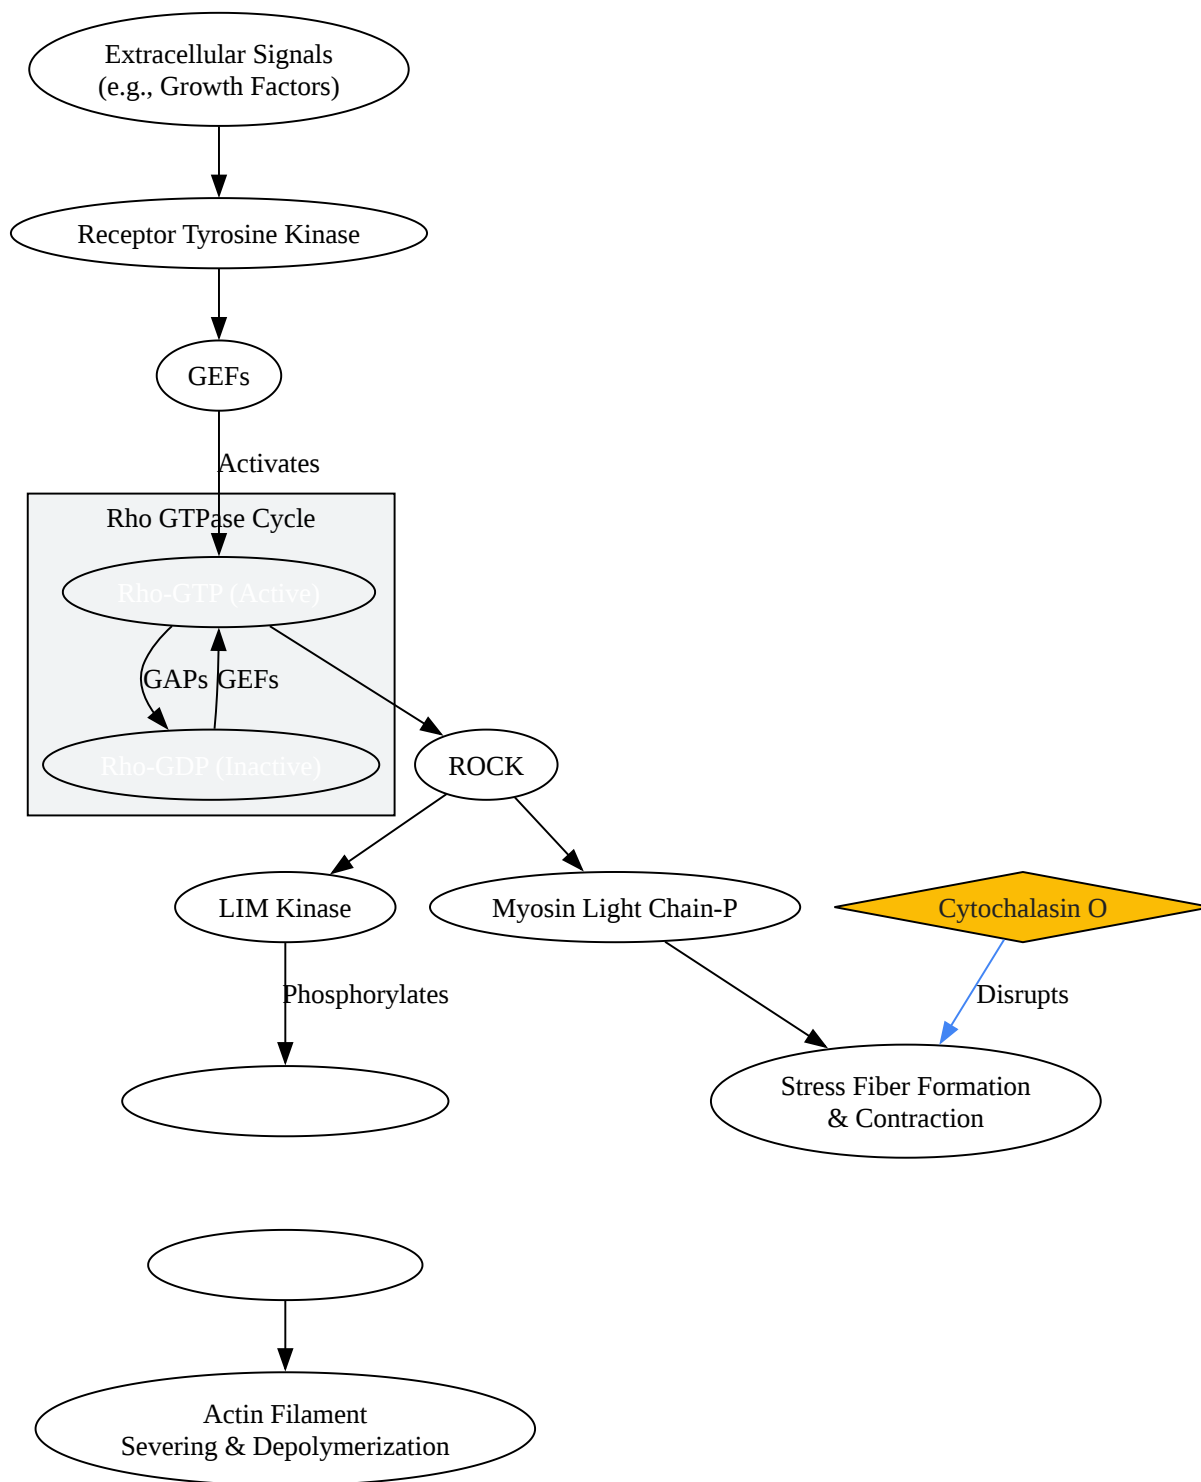 Extracellular Signals
(e.g., Growth Factors)
Receptor Tyrosine Kinase
GEFs
Activates
Rho GTPase Cycle
Rho-GTP (Active)
GAPs
GEFs
Rho-GDP (Inactive)
ROCK
LIM Kinase
Myosin Light Chain-P
Cytochalasin O
Phosphorylates
Disrupts
Stress Fiber Formation
& Contraction
Actin Filament
Severing & Depolymerization